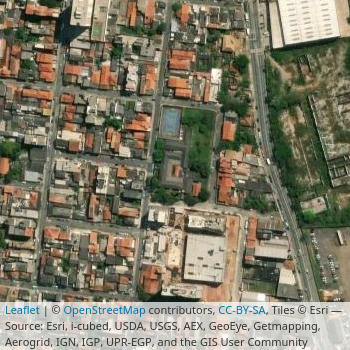 Leaflet | © OpenStreetMap contributors, CC-BY-SA, Tiles © Esri —
Source: Esri, i-cubed, USDA, USGS, AEX, GeoEye, Getmapping,
Aerogrid, IGN, IGP, UPR-EGP, and the GIS User Community